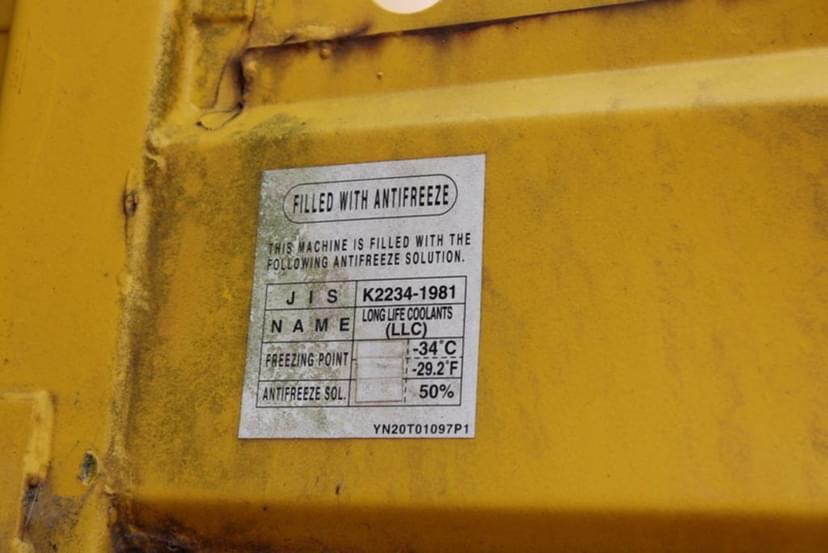 FILLED WITH ANTIFREEZE
THIS MACHINE IS FILLED WITH THE
FOLLOWING ANTIFREEZE SOLUTION.
JIS K2234-1981
NAME LONG LIFE COOLANTS
(LLC)
FREEZING POINT -34°C
-29.2°F
ANTIFREEZE SOL. 50%
YN20T01097P1